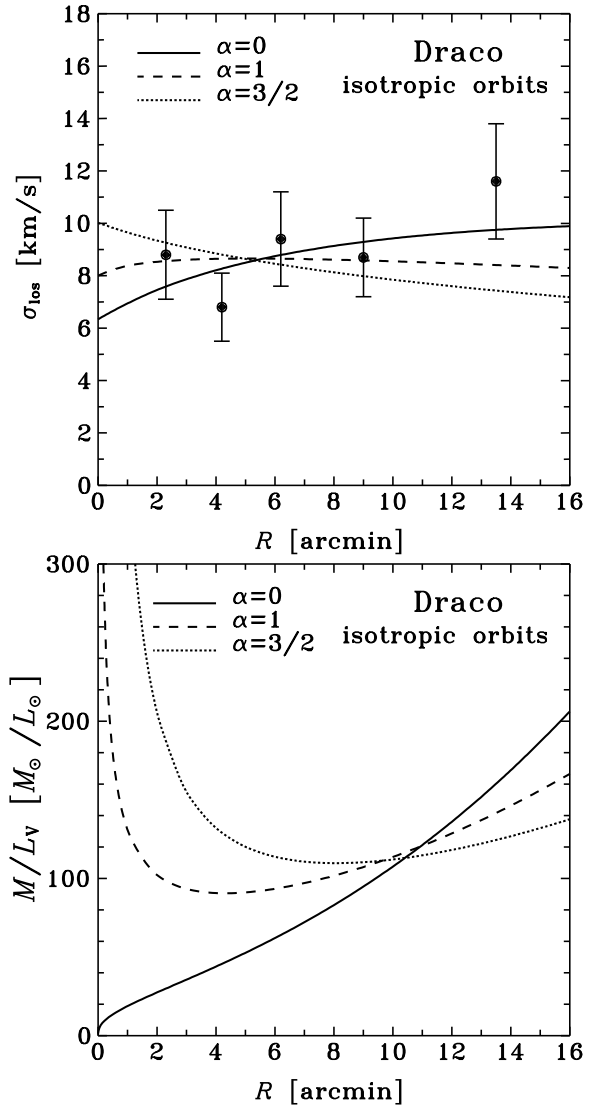 18
16
14
12
10
8
6
4
2
0
α=0
α=1
α=3/2
Draco
isotropic orbits
σlos [km/s]
0 2 4 6 8 10 12 14 16
R [arcmin]
300
200
100
0
α=0
α=1
α=3/2
Draco
isotropic orbits
M/LV [M⊙/L⊙]
0 2 4 6 8 10 12 14 16
R [arcmin]